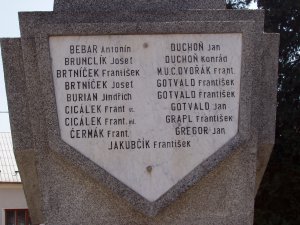 BEBAR Antonín
BRUNCLÍK Josef
BRTNÍČEK František
BRTNÍČEK Josef
BURIAN Jindřich
CICÁLEK Frant. st.
CICÁLEK Frant. ml.
ČERMÁK Frant.
DUCHOŇ Jan
DUCHOŇ Konrád
M.U.C. DVOŘÁK Frant.
GOTVALD František
GOTVALD František
GOTVALD Jan
GRAPL František
GREGOR Jan
JAKUBČÍK František